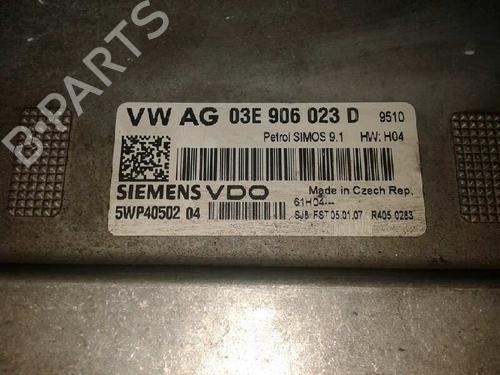 B-PARTS
VW AG 03E 906 023 D 9510
Petrol SIMOS 9.1 HW: H04
SIEMENS VDO Made in Czech Rep.
5WP40502 04 61H04---
SJB FST 05.01.07 R405 0283